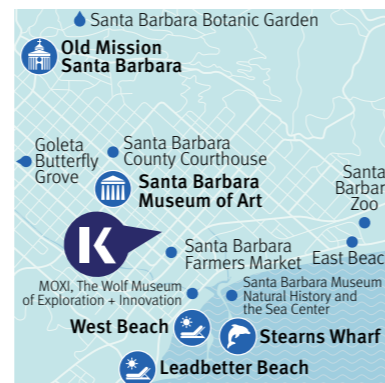 Santa Barbara Botanic Garden
Old Mission
Santa Barbara
Goleta
Butterfly
Grove
Santa Barbara
County Courthouse
Santa Barbara
Museum of Art
Santa
Barbar
Zoo
K
Santa Barbara
Farmers Market
East Beac
MOXI, The Wolf Museum
of Exploration + Innovation
Santa Barbara Museum
Natural History and
the Sea Center
West Beach
Stearns Wharf
Leadbetter Beach